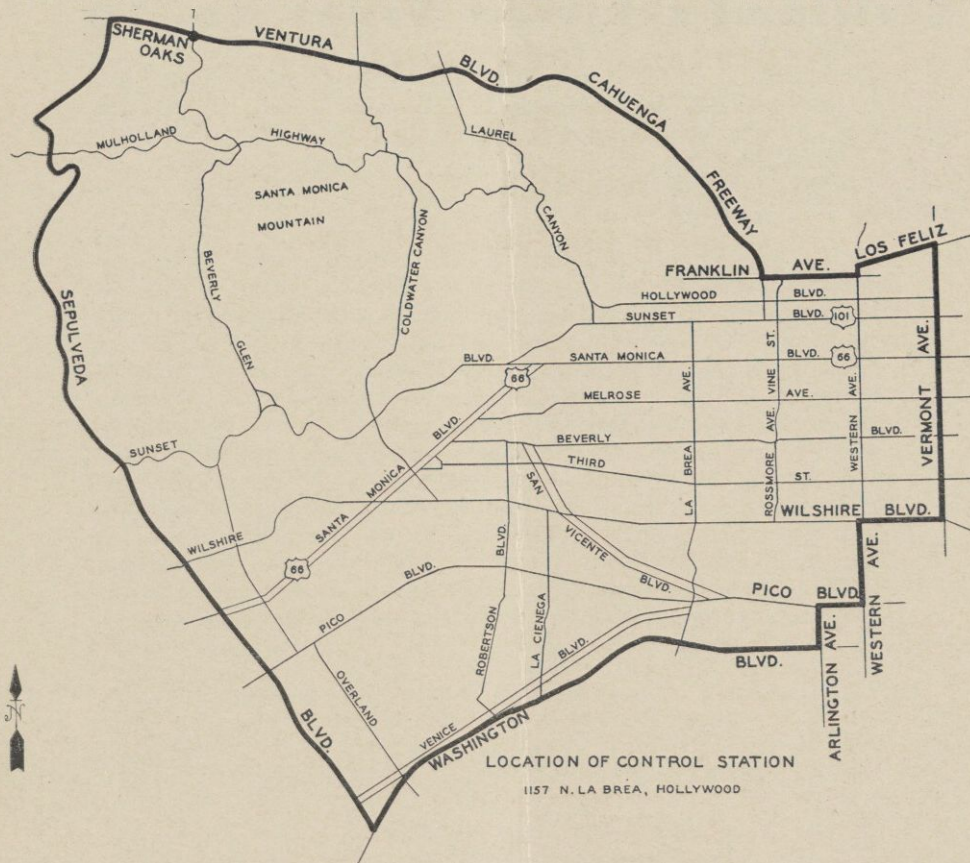 SHERMAN
OAKS
VENTURA
BLVD.
CAHUENGA
FREEWAY
MULHOLLAND
HIGHWAY
LAUREL
CANYON
SANTA MONICA
MOUNTAIN
BEVERLY
GLEN
COLDWATER CANYON
FRANKLIN AVE.
LOS FELIZ
HOLLYWOOD BLVD.
SUNSET BLVD. 101
SEPULVEDA
BLVD.
BLVD.
66
SANTA MONICA BLVD. 66
MELROSE AVE.
BEVERLY BLVD.
THIRD ST.
WILSHIRE BLVD.
LA BREA AVE.
ROSSMORE AVE.
VINE ST.
WESTERN AVE.
VERMONT AVE.
SUNSET
SANTA MONICA BLVD.
66
WILSHIRE
SAN VICENTE BLVD.
PICO BLVD.
PICO BLVD.
ROBERTSON BLVD.
LA CIENEGA
OVERLAND
VENICE BLVD.
WASHINGTON BLVD.
ARLINGTON AVE.
WESTERN AVE.
N
LOCATION OF CONTROL STATION
1157 N. LA BREA, HOLLYWOOD